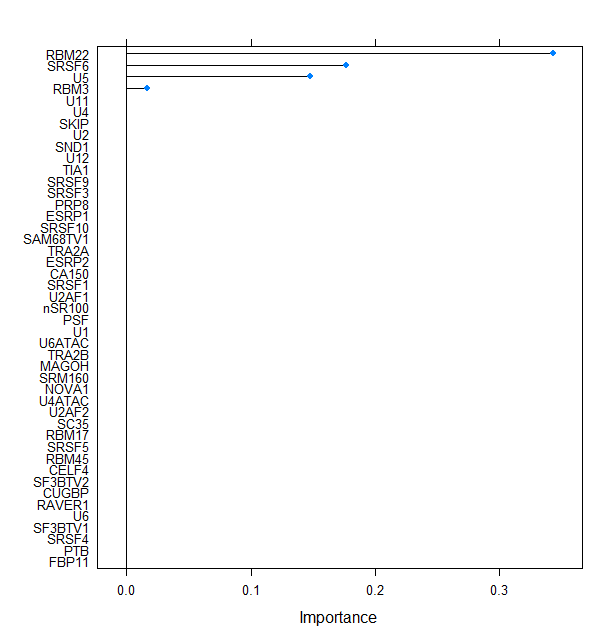 RBM22
SRSF6
U5
RBM3
U11
U4
SKIP
U2
SND1
U12
TIA1
SRSF9
SRSF3
PRP8
ESRP1
SRSF10
SAM68TV1
TRA2A
ESRP2
CA150
SRSF1
U2AF1
nSR100
PSF
U1
U6ATAC
TRA2B
MAGOH
SRM160
NOVA1
U4ATAC
U2AF2
SC35
RBM17
SRSF5
RBM45
CELF4
SF3BTV2
CUGBP
RAVER1
U6
SF3BTV1
SRSF4
PTB
FBP11
0.0 0.1 0.2 0.3
Importance